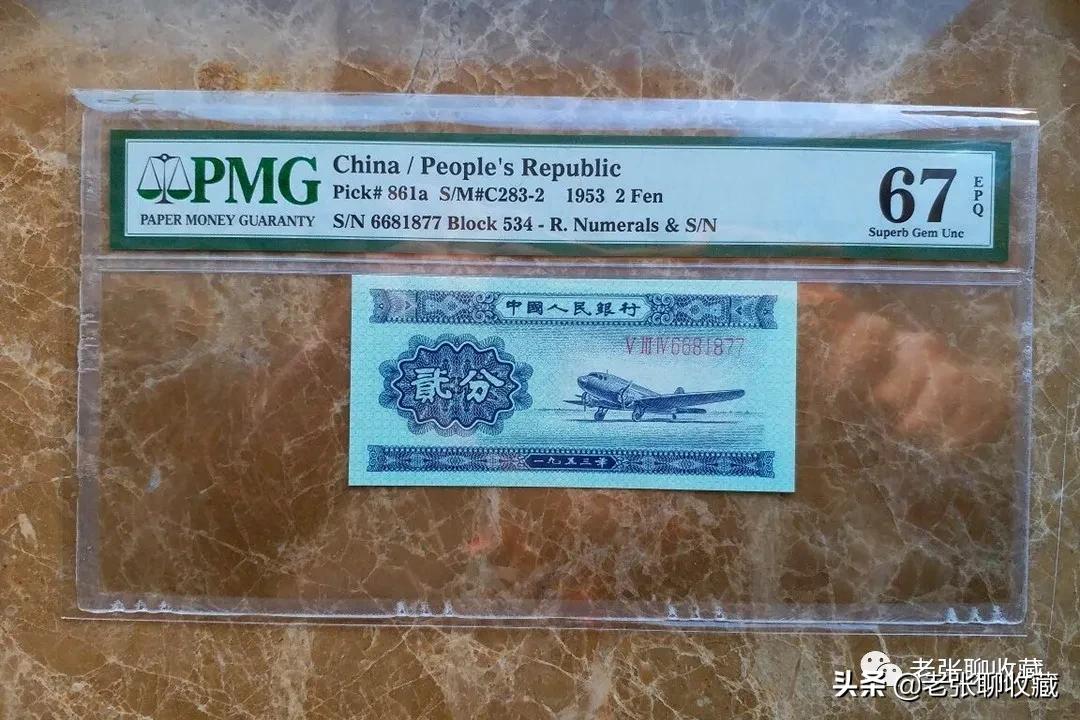 PMG
PAPER MONEY GUARANTY
China / People's Republic
Pick# 861a S/M#C283-2 1953 2 Fen
S/N 6681877 Block 534 - R. Numerals & S/N
67
EPQ
Superb Gem Unc
中國人民銀行
V III IV 6681877
貳分
一九五三年
老张聊收藏
头条 @老张聊收藏